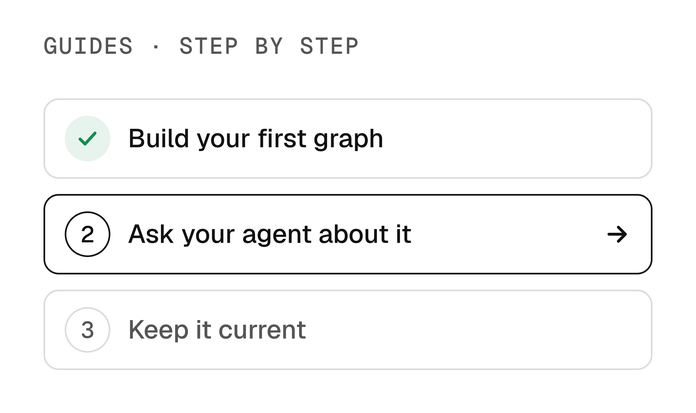 GUIDES · STEP BY STEP
Build your first graph
2 Ask your agent about it →
3 Keep it current